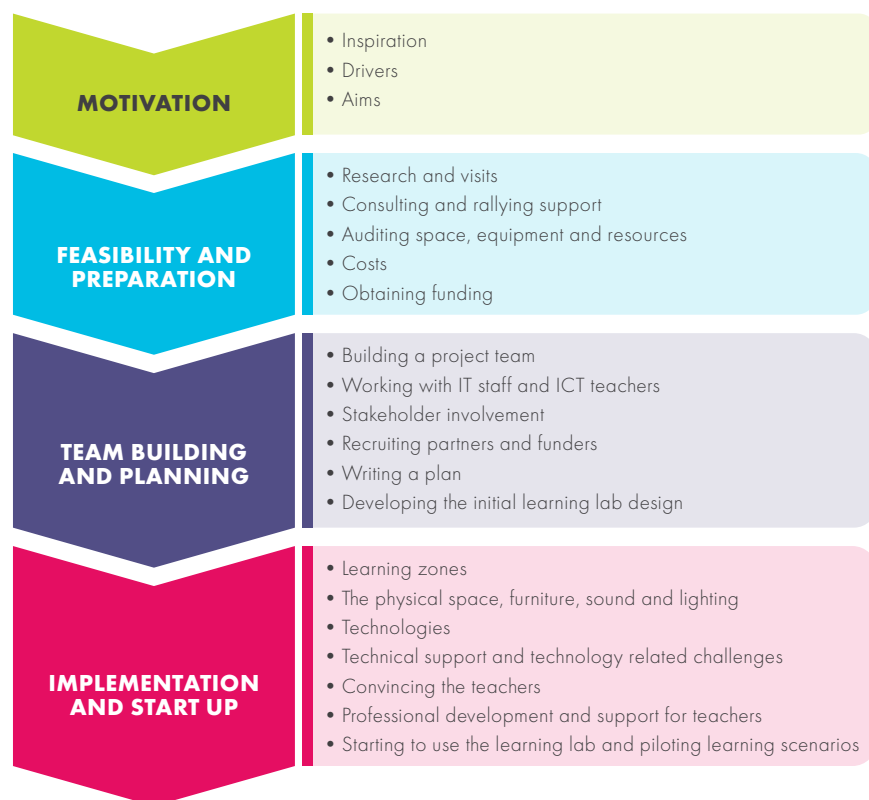 MOTIVATION
• Inspiration
• Drivers
• Aims
FEASIBILITY AND
PREPARATION
• Research and visits
• Consulting and rallying support
• Auditing space, equipment and resources
• Costs
• Obtaining funding
TEAM BUILDING
AND PLANNING
• Building a project team
• Working with IT staff and ICT teachers
• Stakeholder involvement
• Recruiting partners and funders
• Writing a plan
• Developing the initial learning lab design
IMPLEMENTATION
AND START UP
• Learning zones
• The physical space, furniture, sound and lighting
• Technologies
• Technical support and technology related challenges
• Convincing the teachers
• Professional development and support for teachers
• Starting to use the learning lab and piloting learning scenarios